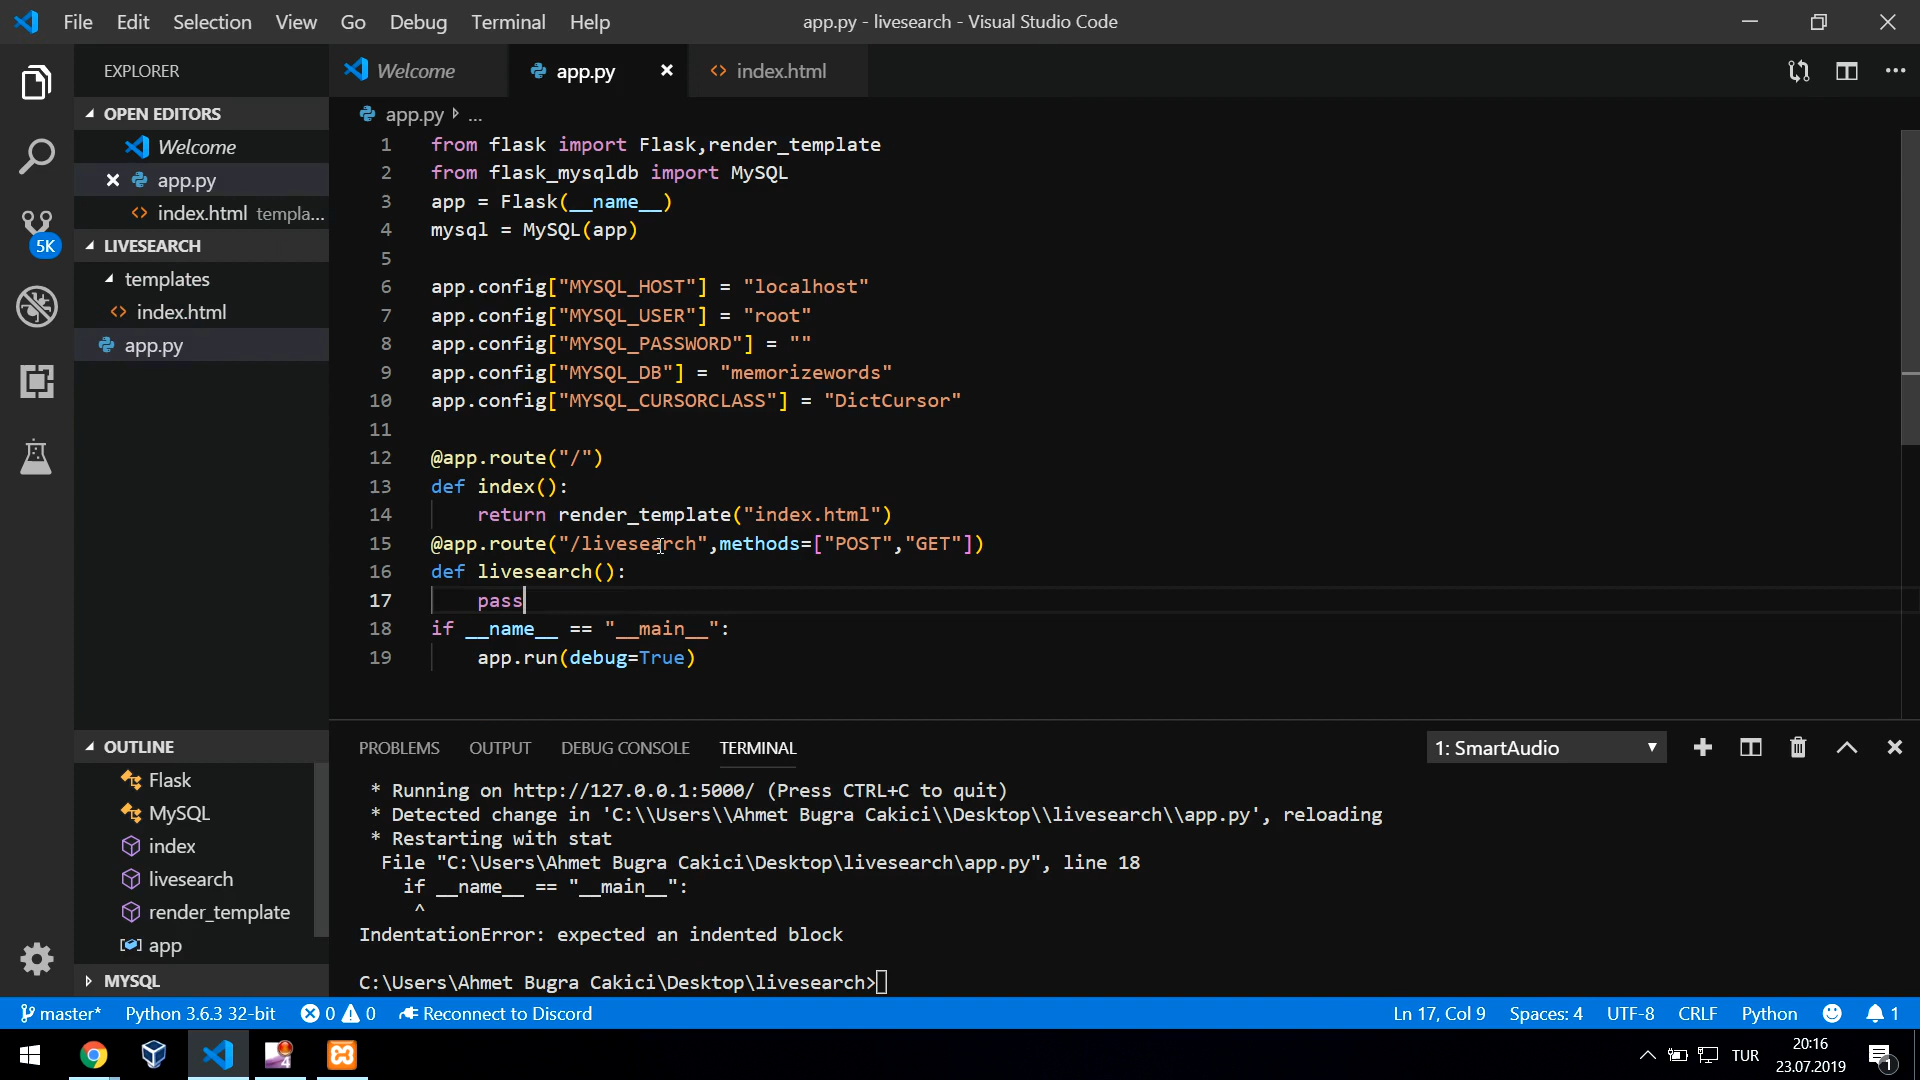 File Edit Selection View Go Debug Terminal Help app.py - livesearch - Visual Studio Code
EXPLORER
OPEN EDITORS
Welcome
app.py
index.html templa...
LIVESEARCH
templates
index.html
app.py
OUTLINE
Flask
MySQL
index
livesearch
render_template
app
MYSQL
5K
Welcome app.py index.html
app.py ...
1 from flask import Flask,render_template
2 from flask_mysqldb import MySQL
3 app = Flask(__name__)
4 mysql = MySQL(app)
5
6 app.config["MYSQL_HOST"] = "localhost"
7 app.config["MYSQL_USER"] = "root"
8 app.config["MYSQL_PASSWORD"] = ""
9 app.config["MYSQL_DB"] = "memorizewords"
10 app.config["MYSQL_CURSORCLASS"] = "DictCursor"
11
12 @app.route("/")
13 def index():
14 return render_template("index.html")
15 @app.route("/livesearch",methods=["POST","GET"])
16 def livesearch():
17 pass
18 if __name__ == "__main__":
19 app.run(debug=True)
PROBLEMS OUTPUT DEBUG CONSOLE TERMINAL 1: SmartAudio
* Running on http://127.0.0.1:5000/ (Press CTRL+C to quit)
* Detected change in 'C:\\Users\\Ahmet Bugra Cakici\\Desktop\\livesearch\\app.py', reloading
* Restarting with stat
File "C:\Users\Ahmet Bugra Cakici\Desktop\livesearch\app.py", line 18
if __name__ == "__main__":
^
IndentationError: expected an indented block
C:\Users\Ahmet Bugra Cakici\Desktop\livesearch>
master* Python 3.6.3 32-bit 0 0 Reconnect to Discord Ln 17, Col 9 Spaces: 4 UTF-8 CRLF Python 1
4 TUR 20:16
23.07.2019 1